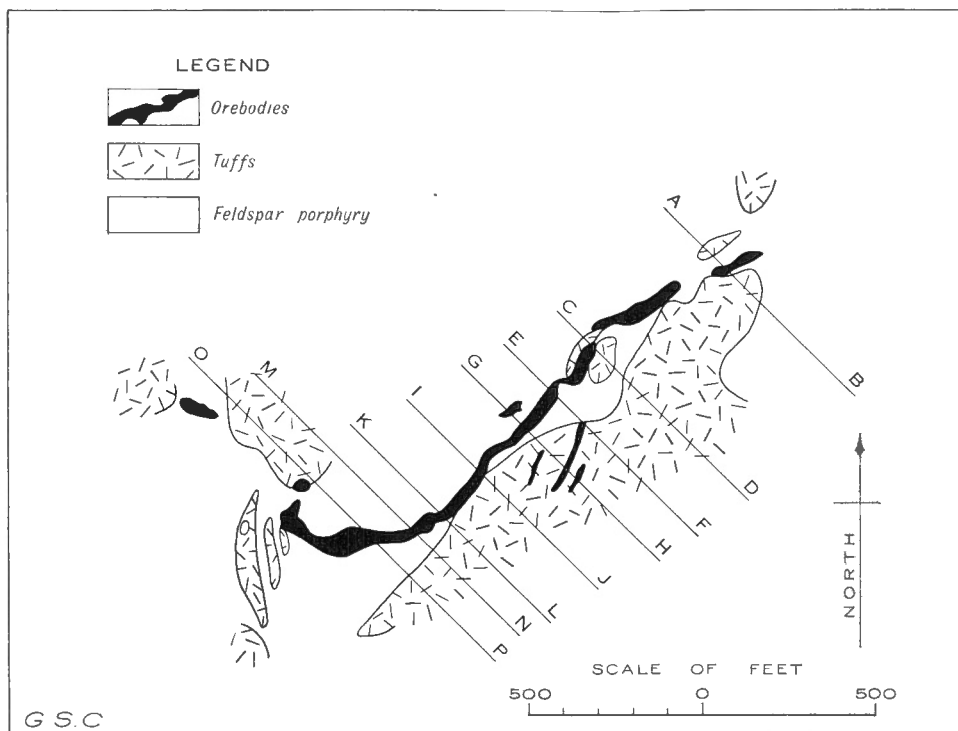 LEGEND
Orebodies
Tuffs
Feldspar porphyry
A
C
E
G
O
M
I
K
B
D
F
H
J
L
N
P
NORTH
SCALE OF FEET
500 0 500
G S.C